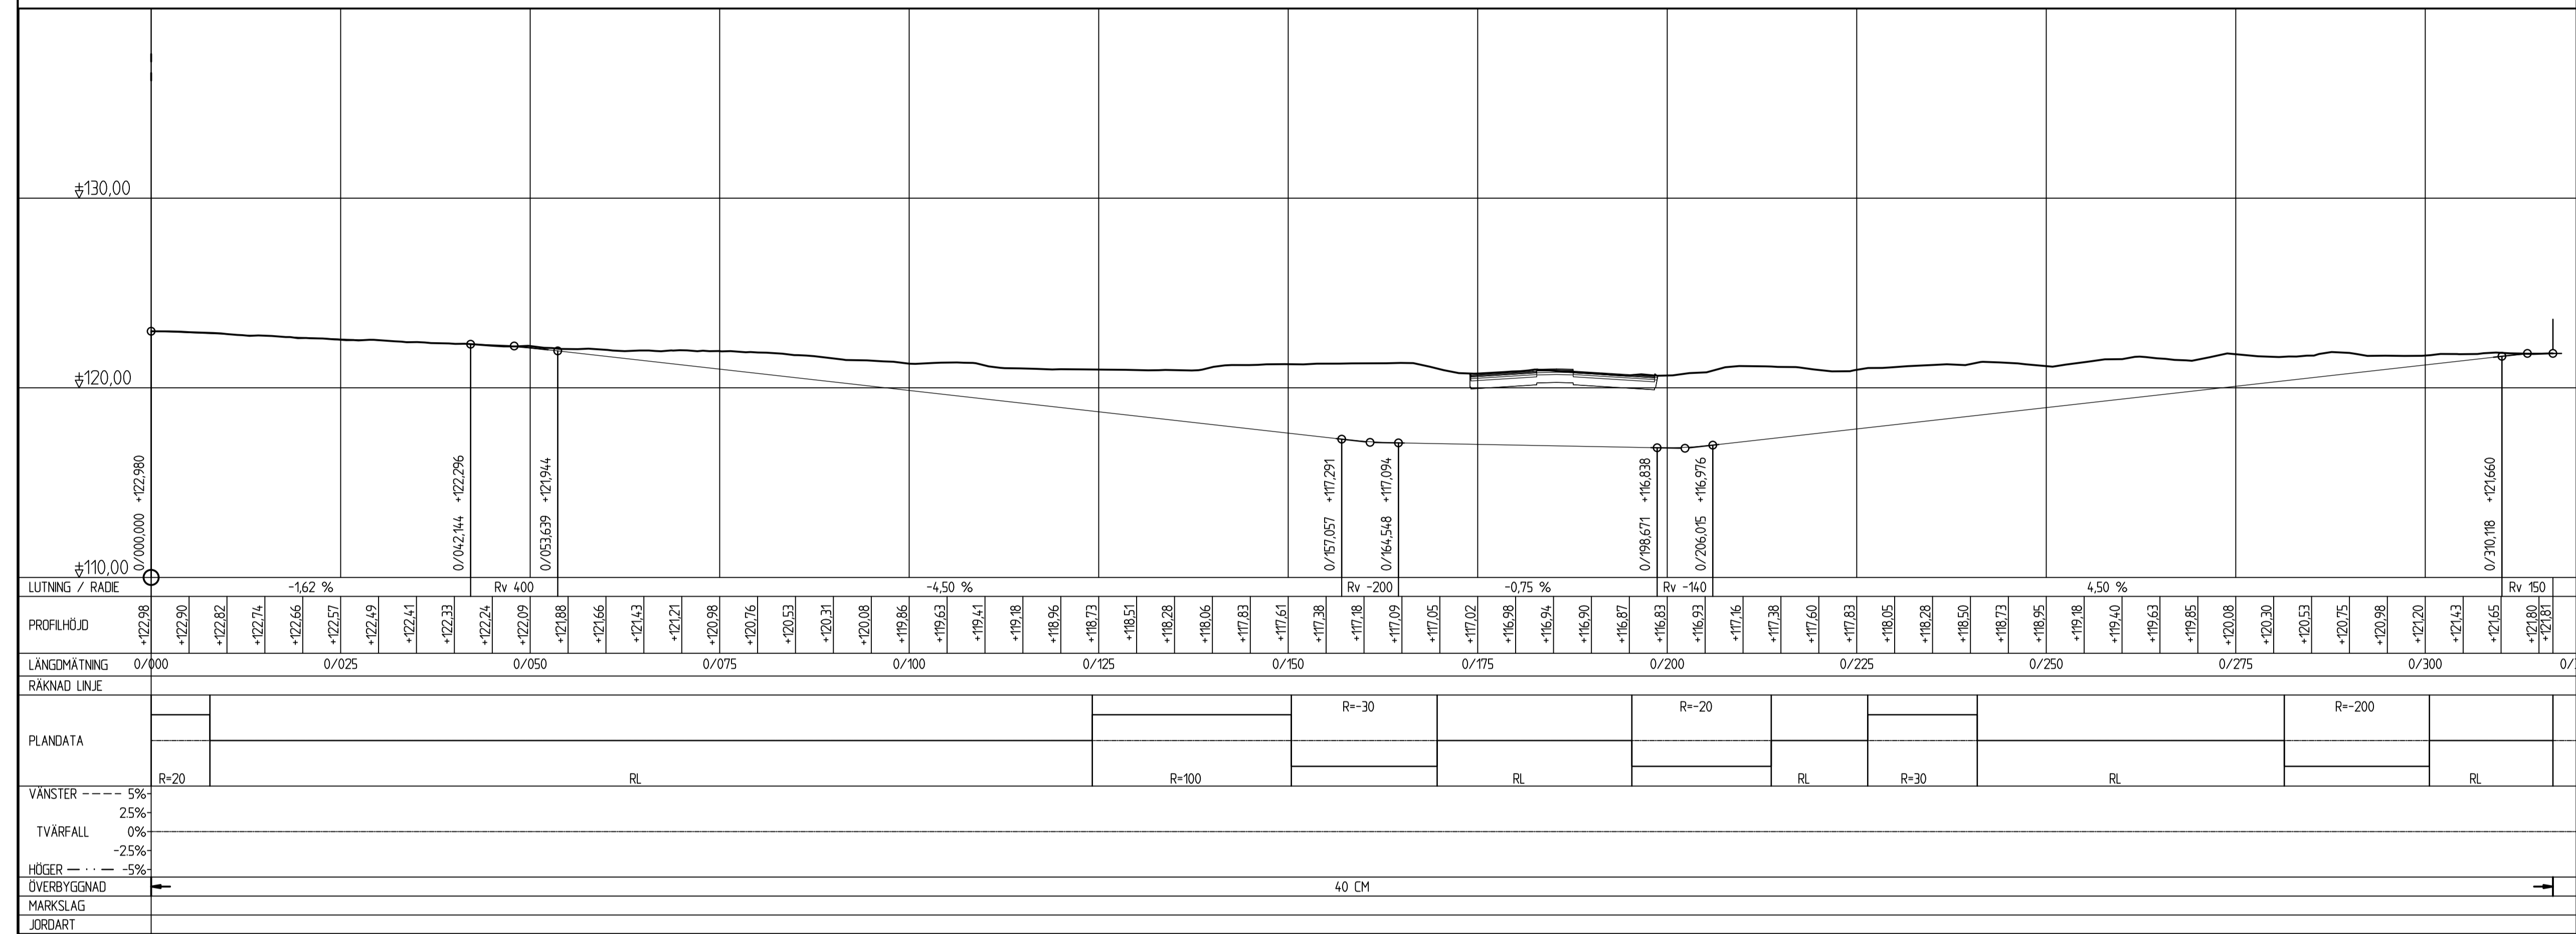 ±130,00
±120,00
±110,00
0/000,000 +122,980
0/042,144 +122,296
0/053,639 +121,944
0/157,057 +117,291
0/164,548 +117,094
0/198,671 +116,838
0/206,015 +116,976
0/310,118 +121,660
LUTNING / RADIE -1,62 % Rv 400 -4,50 % Rv -200 -0,75 % Rv -140 4,50 % Rv 150
PROFILHÖJD +122,98 +122,90 +122,82 +122,74 +122,66 +122,57 +122,49 +122,41 +122,33 +122,24 +122,09 +121,88 +121,66 +121,43 +121,21 +120,98 +120,76 +120,53 +120,31 +120,08 +119,86 +119,63 +119,41 +119,18 +118,96 +118,73 +118,51 +118,28 +118,06 +117,83 +117,61 +117,38 +117,18 +117,09 +117,05 +117,02 +116,98 +116,94 +116,90 +116,87 +116,83 +116,93 +117,16 +117,38 +117,60 +117,83 +118,05 +118,28 +118,50 +118,73 +118,95 +119,18 +119,40 +119,63 +119,85 +120,08 +120,30 +120,53 +120,75 +120,98 +121,20 +121,43 +121,65 +121,80 +121,81
LÄNGDMÄTNING 0/000 0/025 0/050 0/075 0/100 0/125 0/150 0/175 0/200 0/225 0/250 0/275 0/300 0/
RÄKNAD LINJE
R=-30 R=-20 R=-200
PLANDATA
R=20 RL R=100 RL RL R=30 RL RL
VÄNSTER 5%
2.5%
TVÄRFALL 0%
-2.5%
HÖGER -5%
ÖVERBYGGNAD 40 CM
MARKSLAG
JORDART